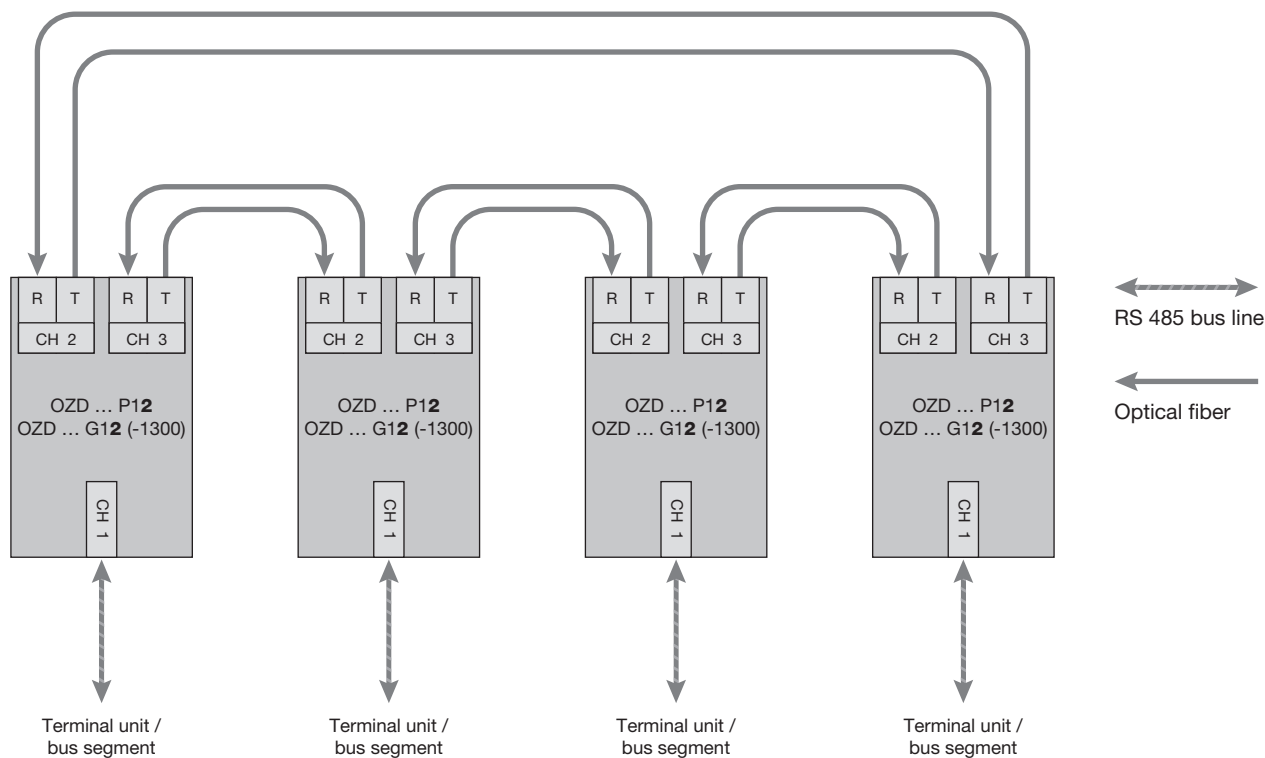 R T R T R T R T R T R T R T R T
CH 2 CH 3 CH 2 CH 3 CH 2 CH 3 CH 2 CH 3
RS 485 bus line
Optical fiber
OZD … P12
OZD … G12 (-1300)
OZD … P12
OZD … G12 (-1300)
OZD … P12
OZD … G12 (-1300)
OZD … P12
OZD … G12 (-1300)
CH 1 CH 1 CH 1 CH 1
Terminal unit /
bus segment
Terminal unit /
bus segment
Terminal unit /
bus segment
Terminal unit /
bus segment